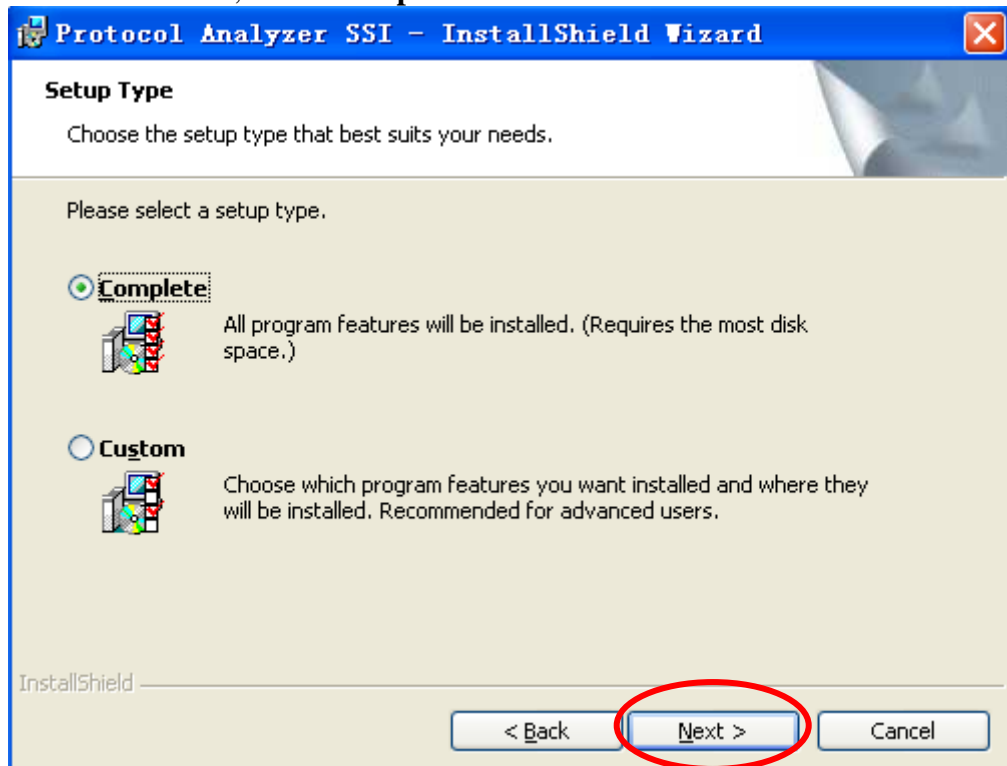 Protocol Analyzer SSI - InstallShield Wizard
Setup Type
Choose the setup type that best suits your needs.
Please select a setup type.
Complete
All program features will be installed. (Requires the most disk
space.)
Custom
Choose which program features you want installed and where they
will be installed. Recommended for advanced users.
InstallShield
< Back Next > Cancel